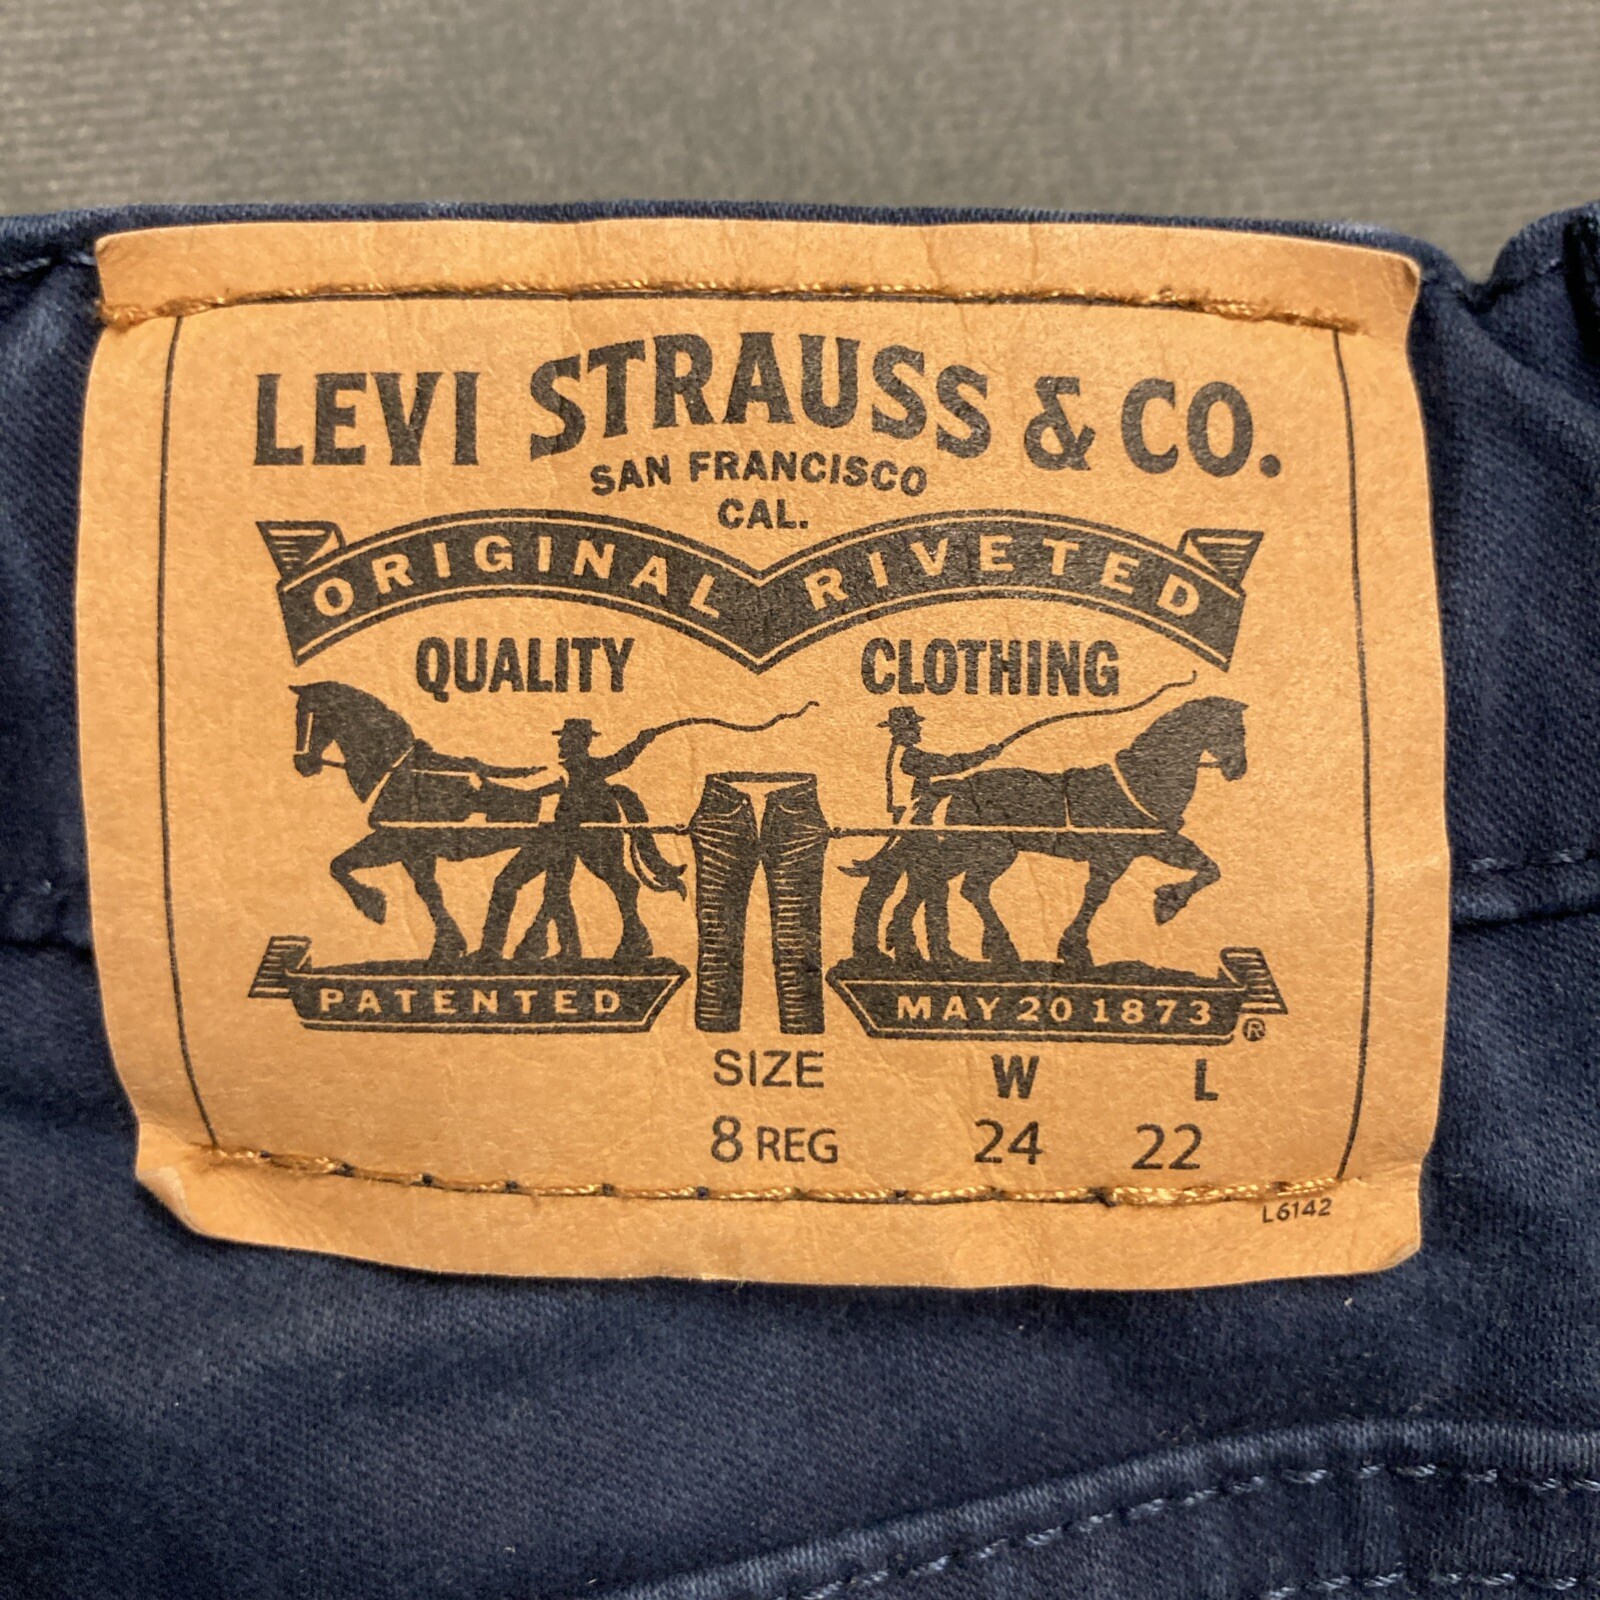 LEVI STRAUSS & CO.
SAN FRANCISCO
CAL.
ORIGINAL RIVETED
QUALITY CLOTHING
PATENTED MAY 20 1873 ®
SIZE W L
8 REG 24 22
L6142